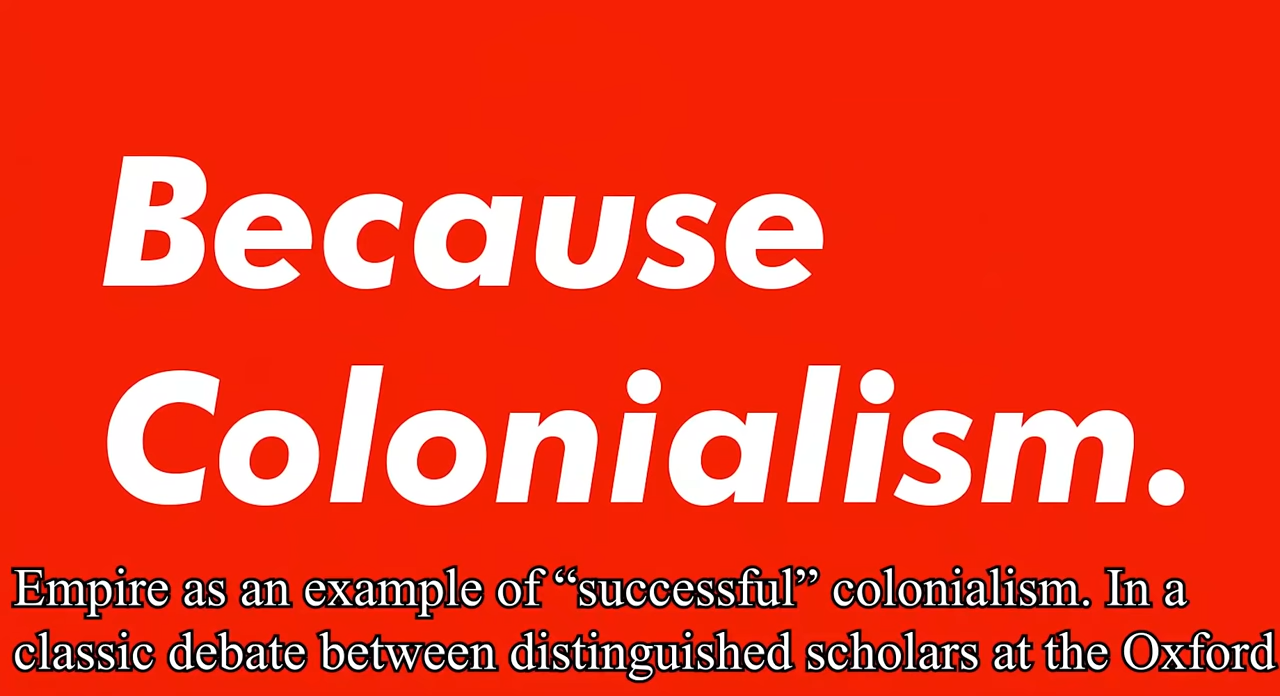 Because
Colonialism.
Empire as an example of “successful” colonialism. In a
classic debate between distinguished scholars at the Oxford